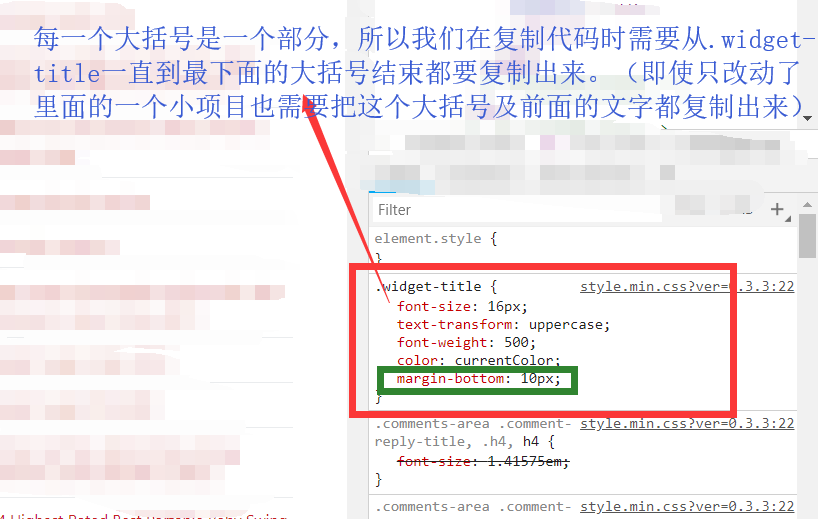 每一个大括号是一个部分，所以我们在复制代码时需要从.widget-
title一直到最下面的大括号结束都要复制出来。（即使只改动了
里面的一个小项目也需要把这个大括号及前面的文字都复制出来）
Filter
element.style {
}
.widget-title { style.min.css?ver=0.3.3:22
font-size: 16px;
text-transform: uppercase;
font-weight: 500;
color: currentColor;
margin-bottom: 10px;
}
.comments-area .comment- style.min.css?ver=0.3.3:22
reply-title, .h4, h4 {
font-size: 1.41575em;
}
.comments-area .comment- style.min.css?ver=0.3.3:22